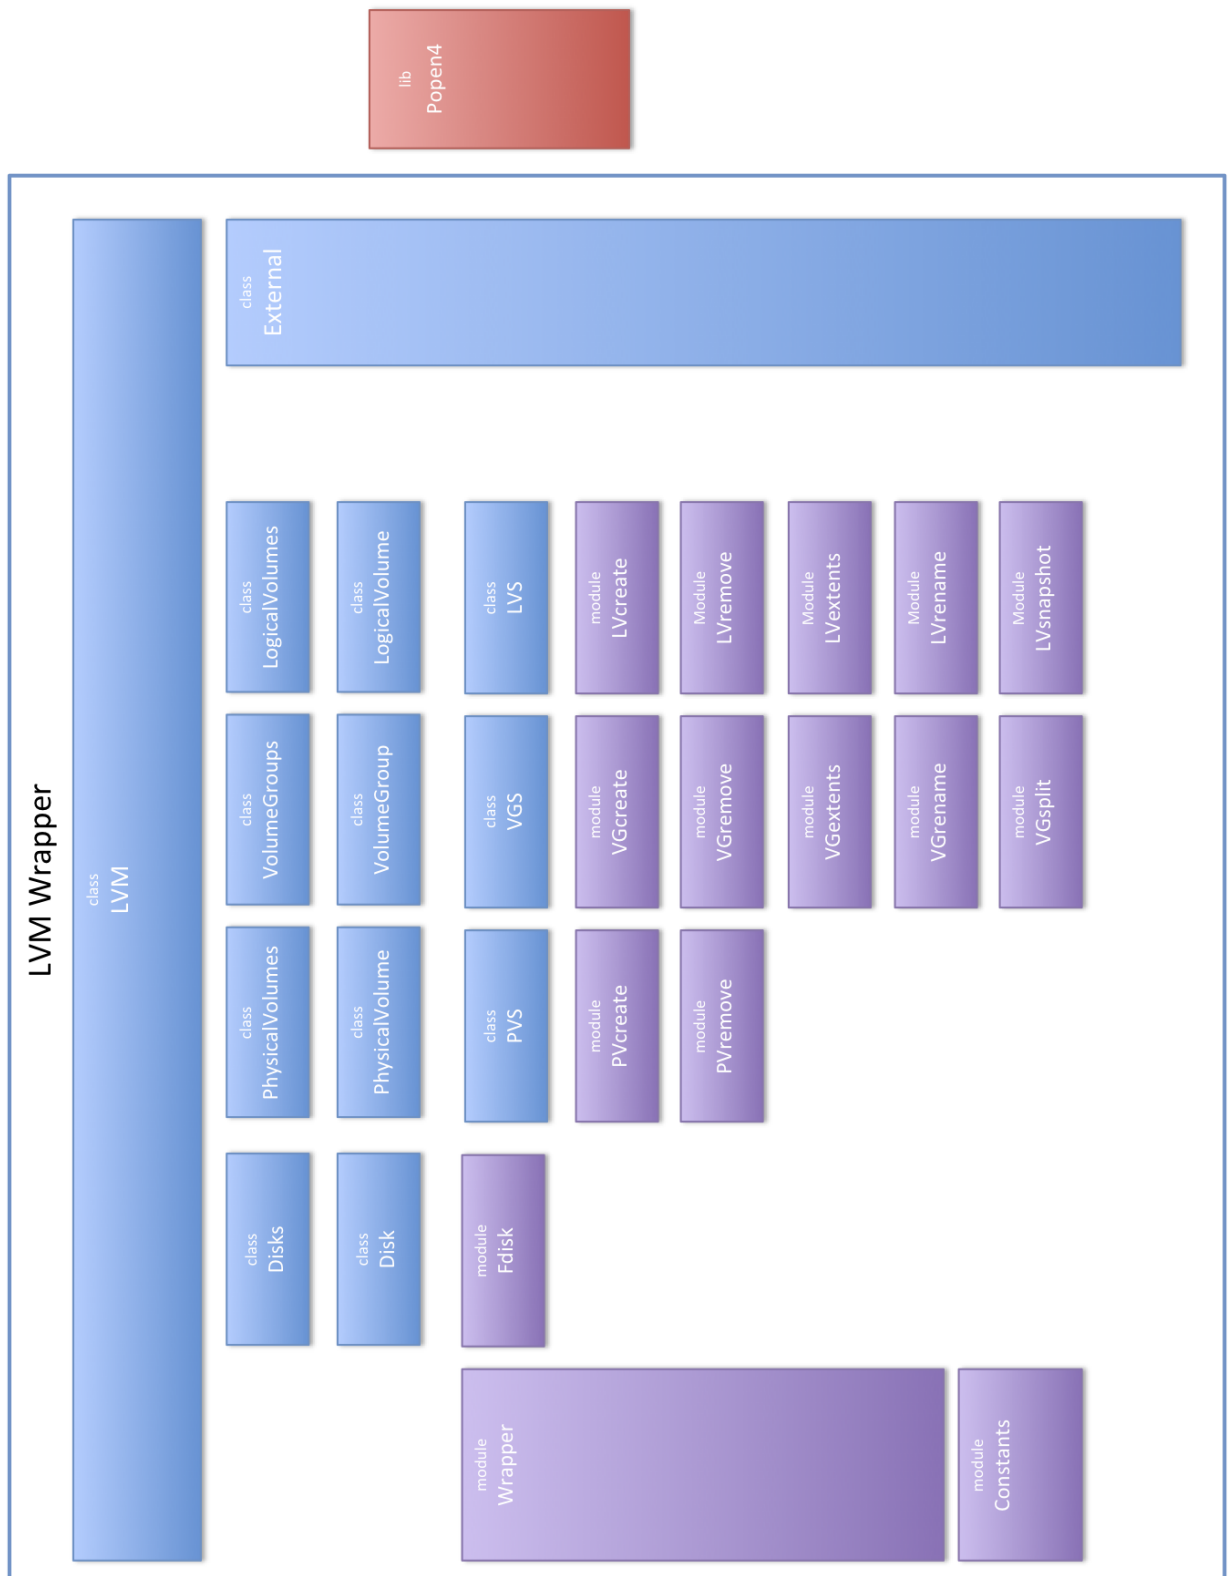 LVM Wrapper
class
LVM
module
Wrapper
module
Constants
class
Disks
class
Disk
module
Fdisk
class
PhysicalVolumes
class
PhysicalVolume
class
PVS
module
PVcreate
module
PVremove
class
VolumeGroups
class
VolumeGroup
class
VGS
module
VGcreate
module
VGremove
module
VGextents
module
VGrename
module
VGsplit
class
LogicalVolumes
class
LogicalVolume
class
LVS
module
LVcreate
Module
LVremove
Module
LVextents
Module
LVrename
Module
LVsnapshot
class
External
lib
Popen4